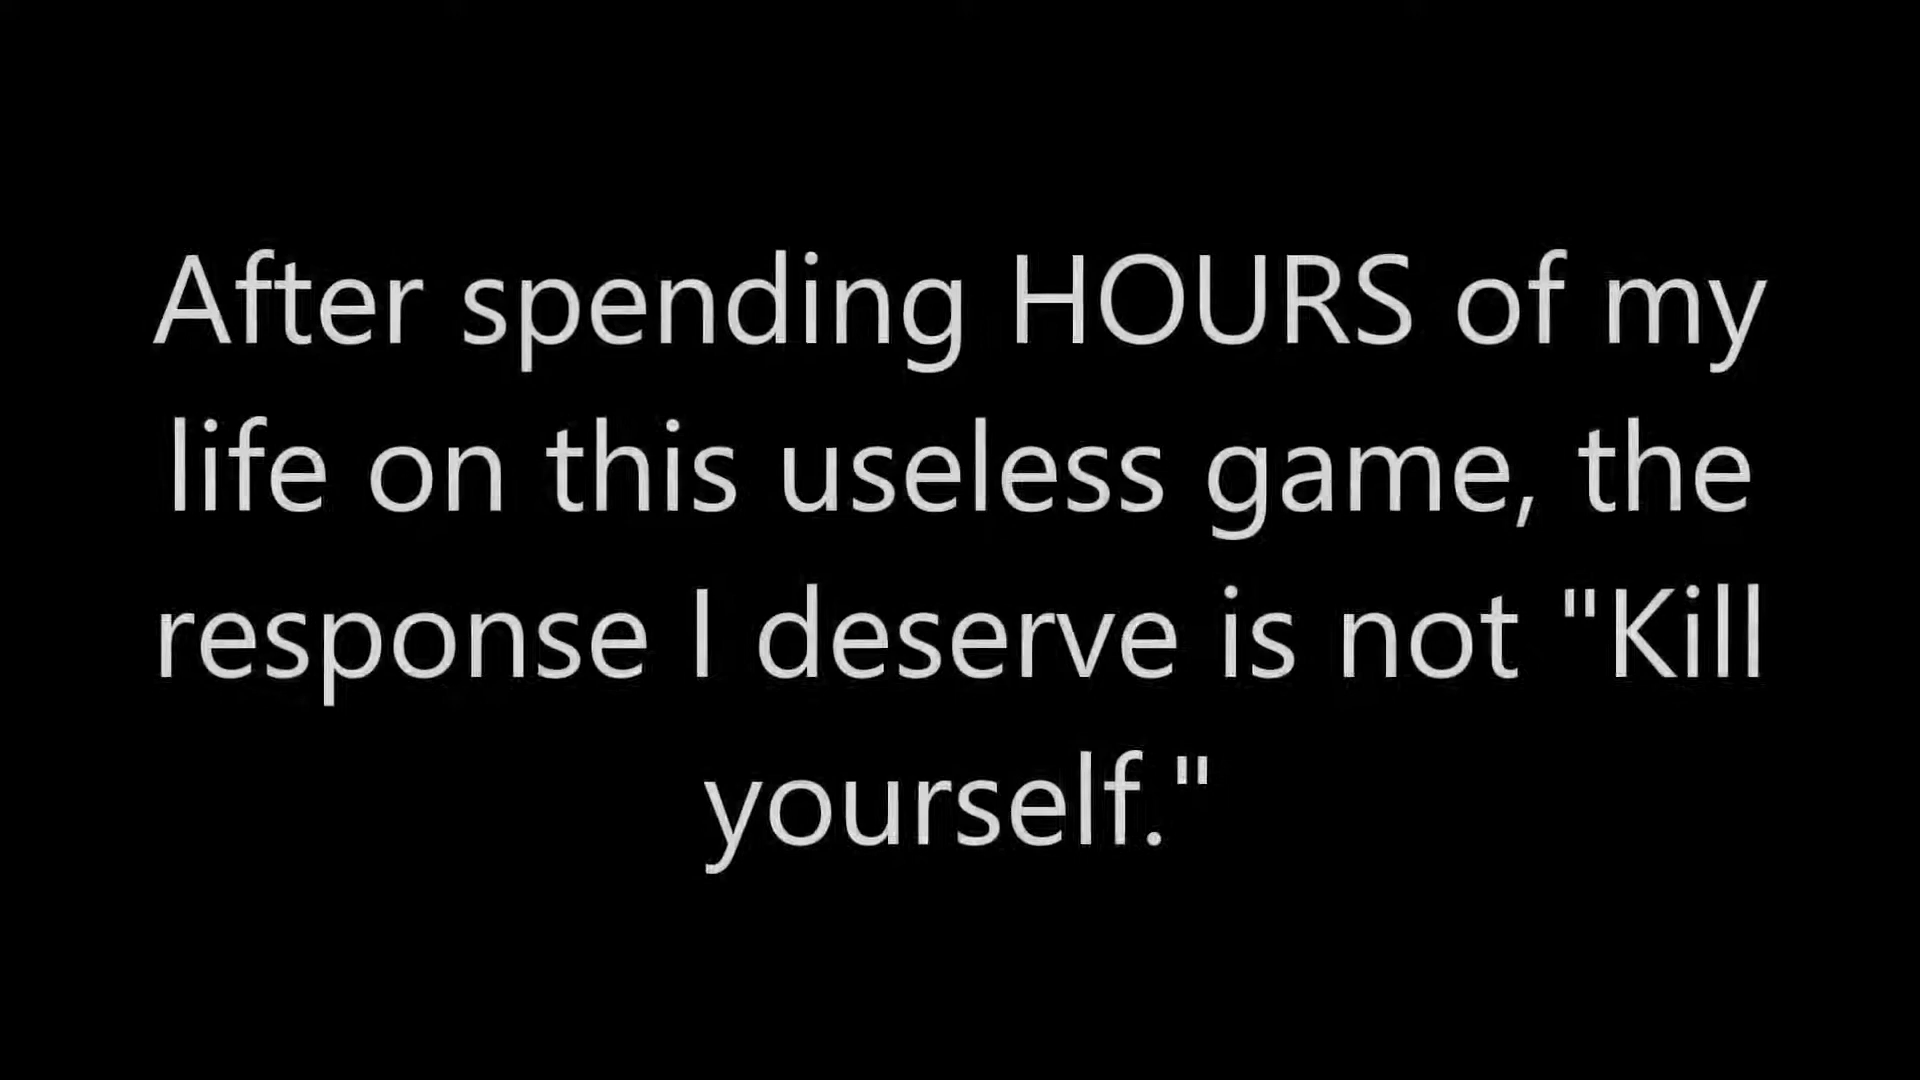 After spending HOURS of my
life on this useless game, the
response I deserve is not "Kill
yourself."